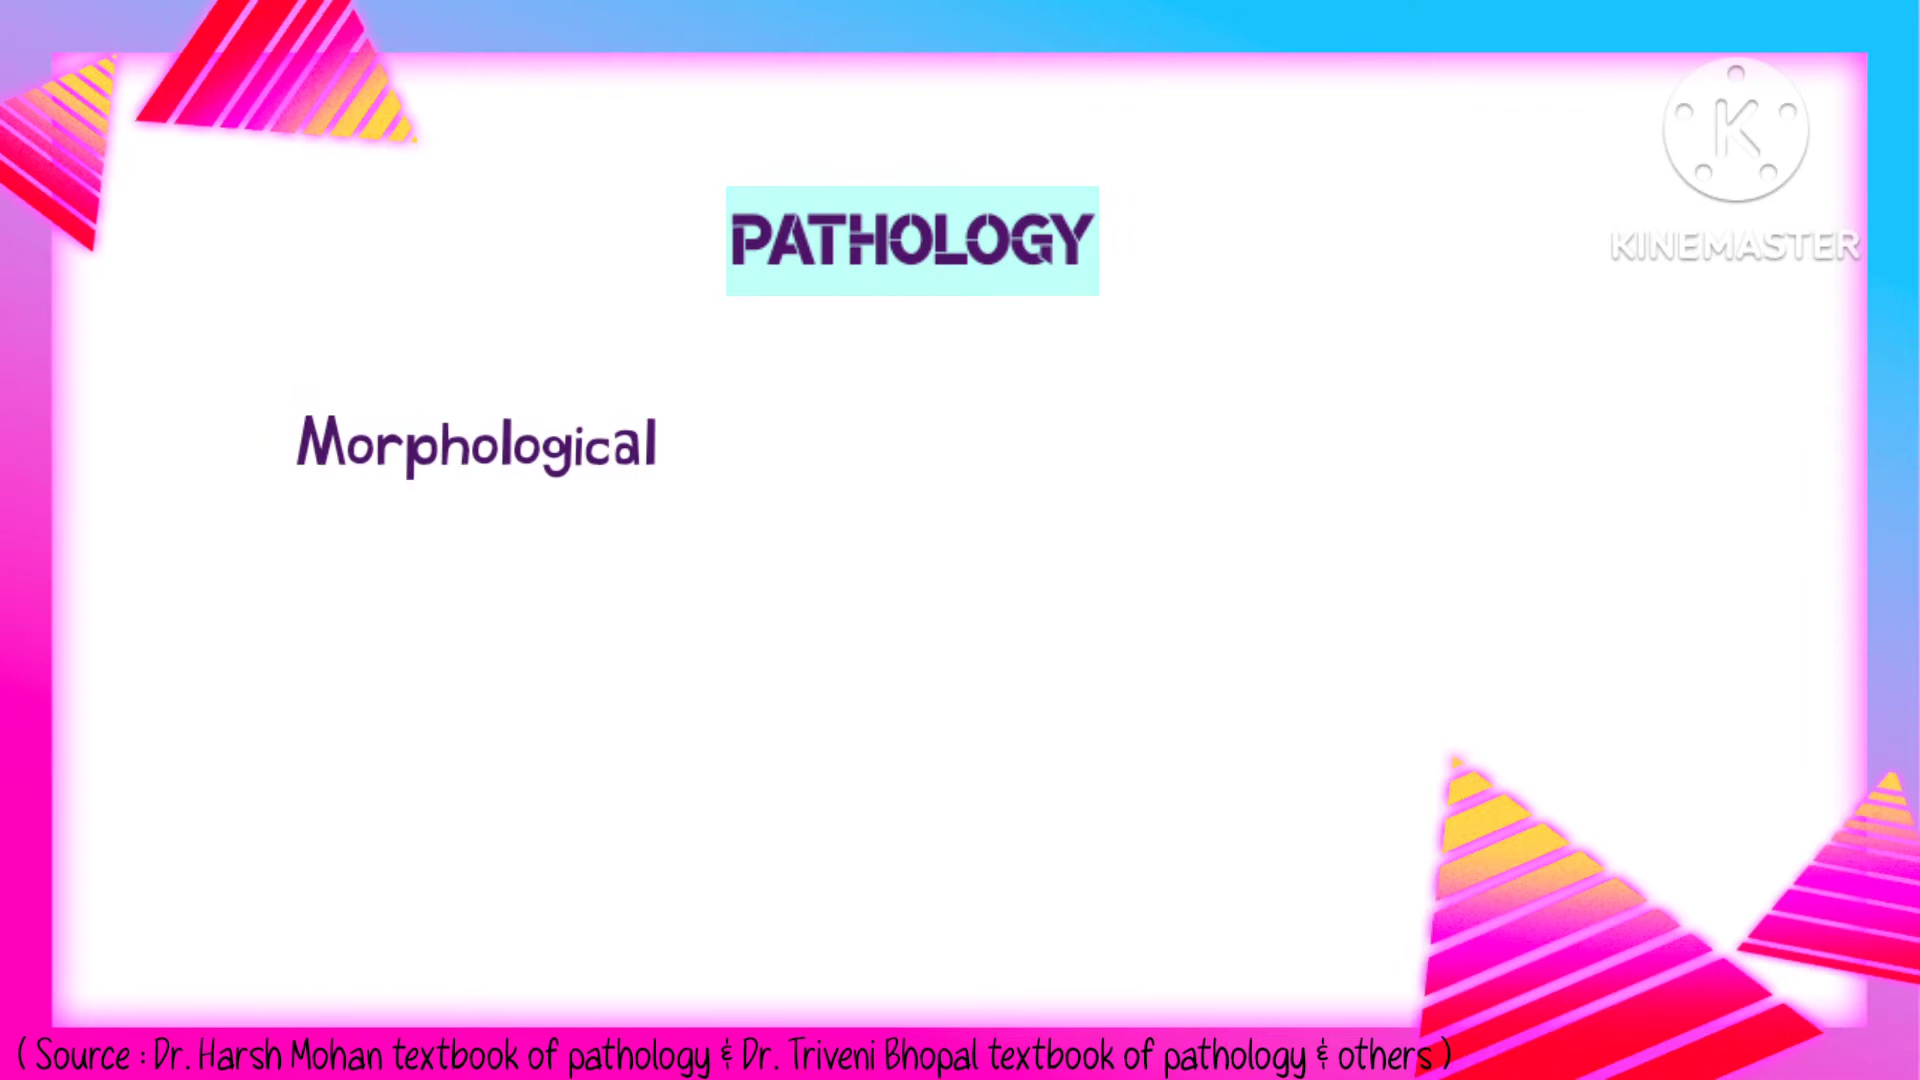 K
KINEMASTER
PATHOLOGY
Morphological
( Source : Dr. Harsh Mohan textbook of pathology & Dr. Triveni Bhopal textbook of pathology & others )